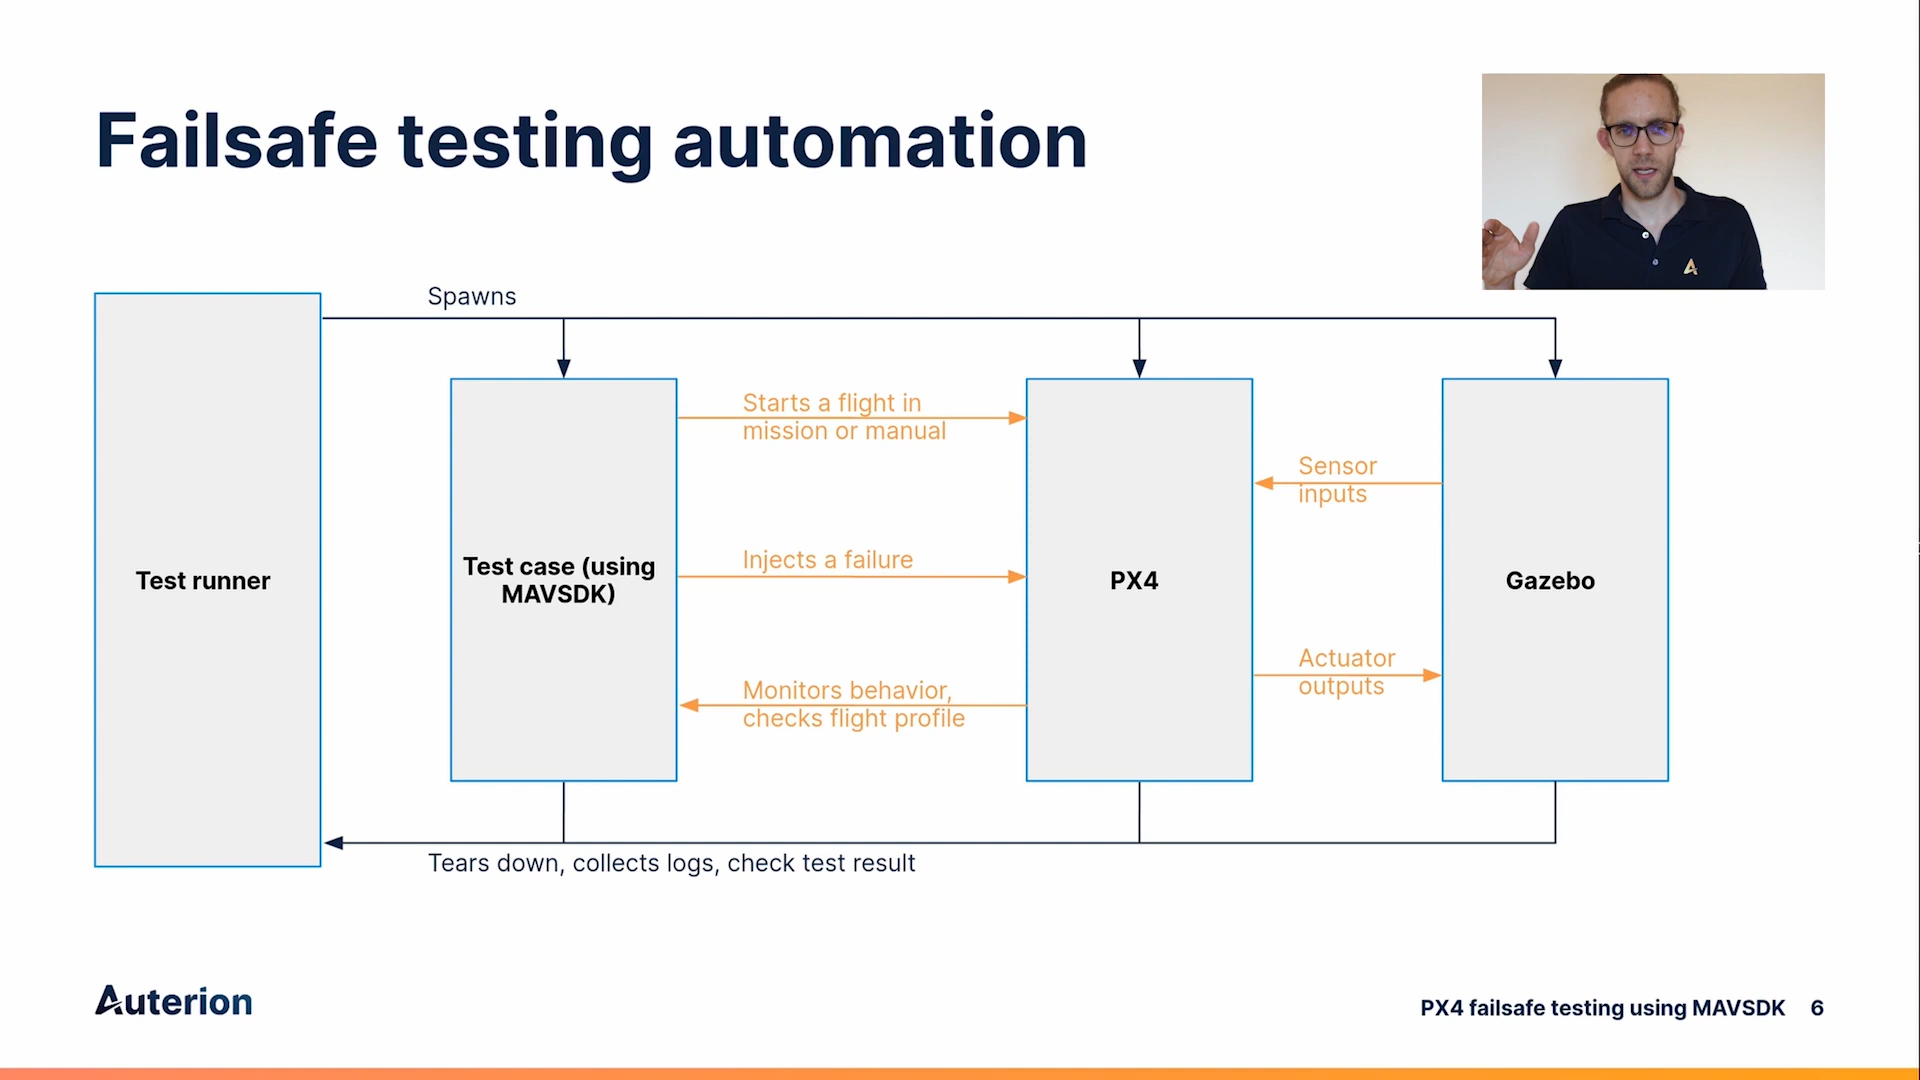 Failsafe testing automation
Spawns
Test runner
Test case (using
MAVSDK)
Starts a flight in
mission or manual
Injects a failure
Monitors behavior,
checks flight profile
PX4
Sensor
inputs
Actuator
outputs
Gazebo
Tears down, collects logs, check test result
Auterion
PX4 failsafe testing using MAVSDK 6